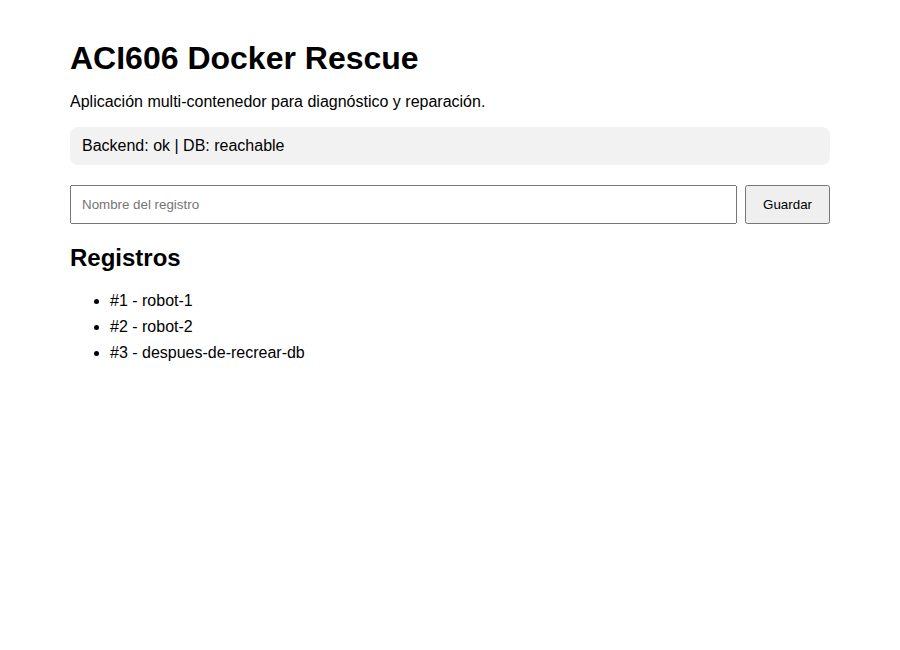 ACI606 Docker Rescue
Aplicación multi-contenedor para diagnóstico y reparación.
Backend: ok | DB: reachable
Nombre del registro
Guardar
Registros
#1 - robot-1
#2 - robot-2
#3 - despues-de-recrear-db